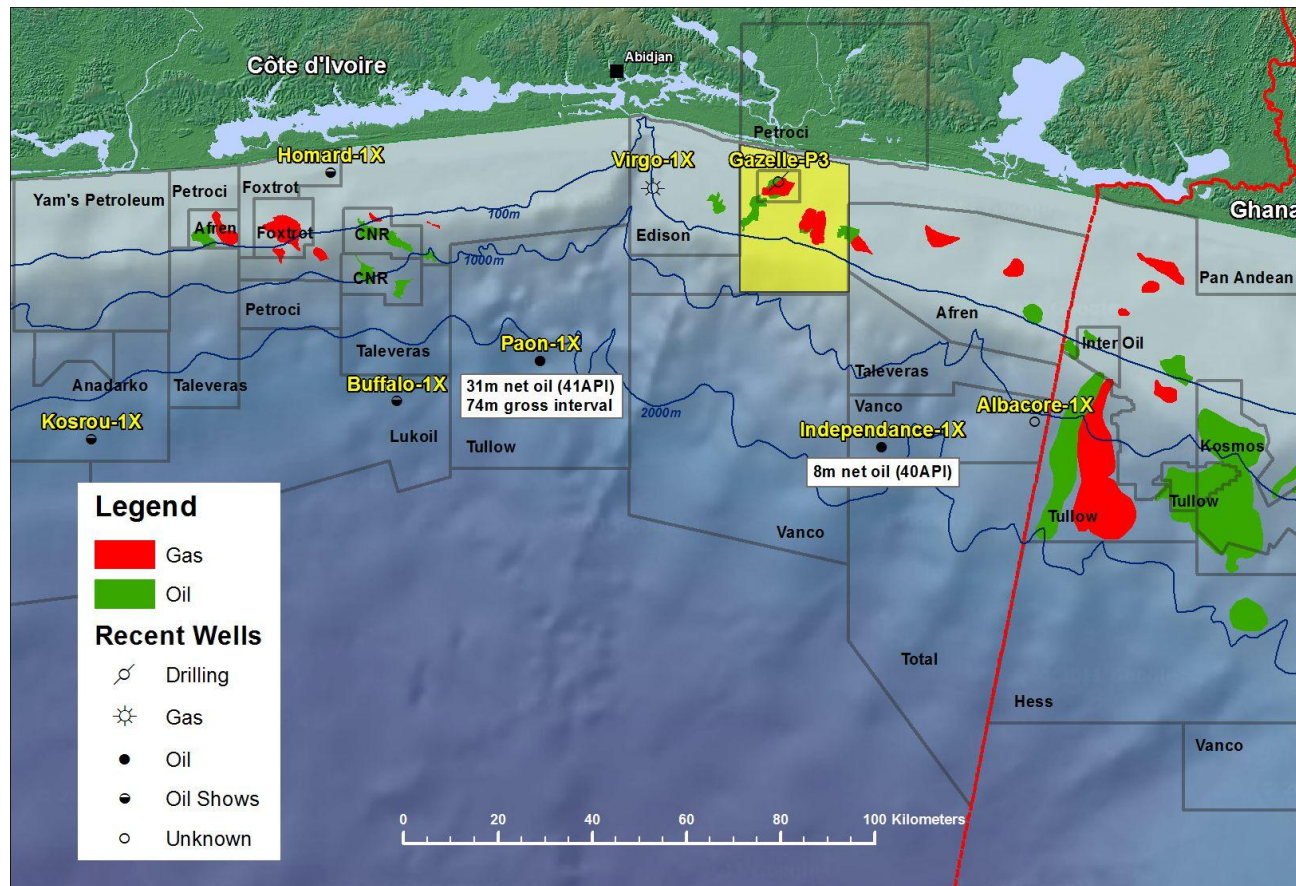 Côte d'Ivoire
Abidjan
Petroci
Homard-1X
Virgo-1X
Gazelle-P3
Yam's Petroleum
Petroci
Foxtrot
Afren
Foxtrot
CNR
100m
Edison
Ghana
1000m
CNR
Pan Andean
Petroci
Afren
Paon-1X
Inter Oil
Taleveras
31m net oil (41API)
74m gross interval
Anadarko
Taleveras
Buffalo-1X
Taleveras
2000m
Vanco
Albacore-1X
Kosrou-1X
Lukoil
Tullow
Independance-1X
8m net oil (40API)
Kosmos
Tullow
Tullow
Vanco
Legend
Gas
Oil
Recent Wells
Drilling
Gas
Oil
Oil Shows
Unknown
Total
Hess
Vanco
0 20 40 60 80 100 Kilometers